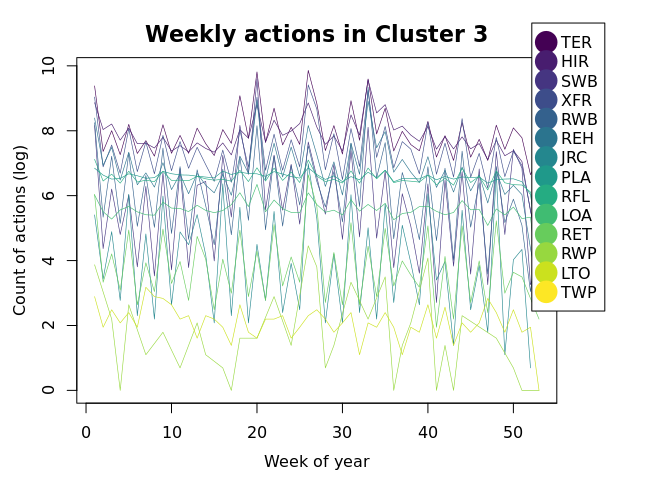 Weekly actions in Cluster 3
TER
HIR
SWB
XFR
RWB
REH
JRC
PLA
RFL
LOA
RET
RWP
LTO
TWP
Count of actions (log)
10
8
6
4
2
0
0 10 20 30 40 50
Week of year